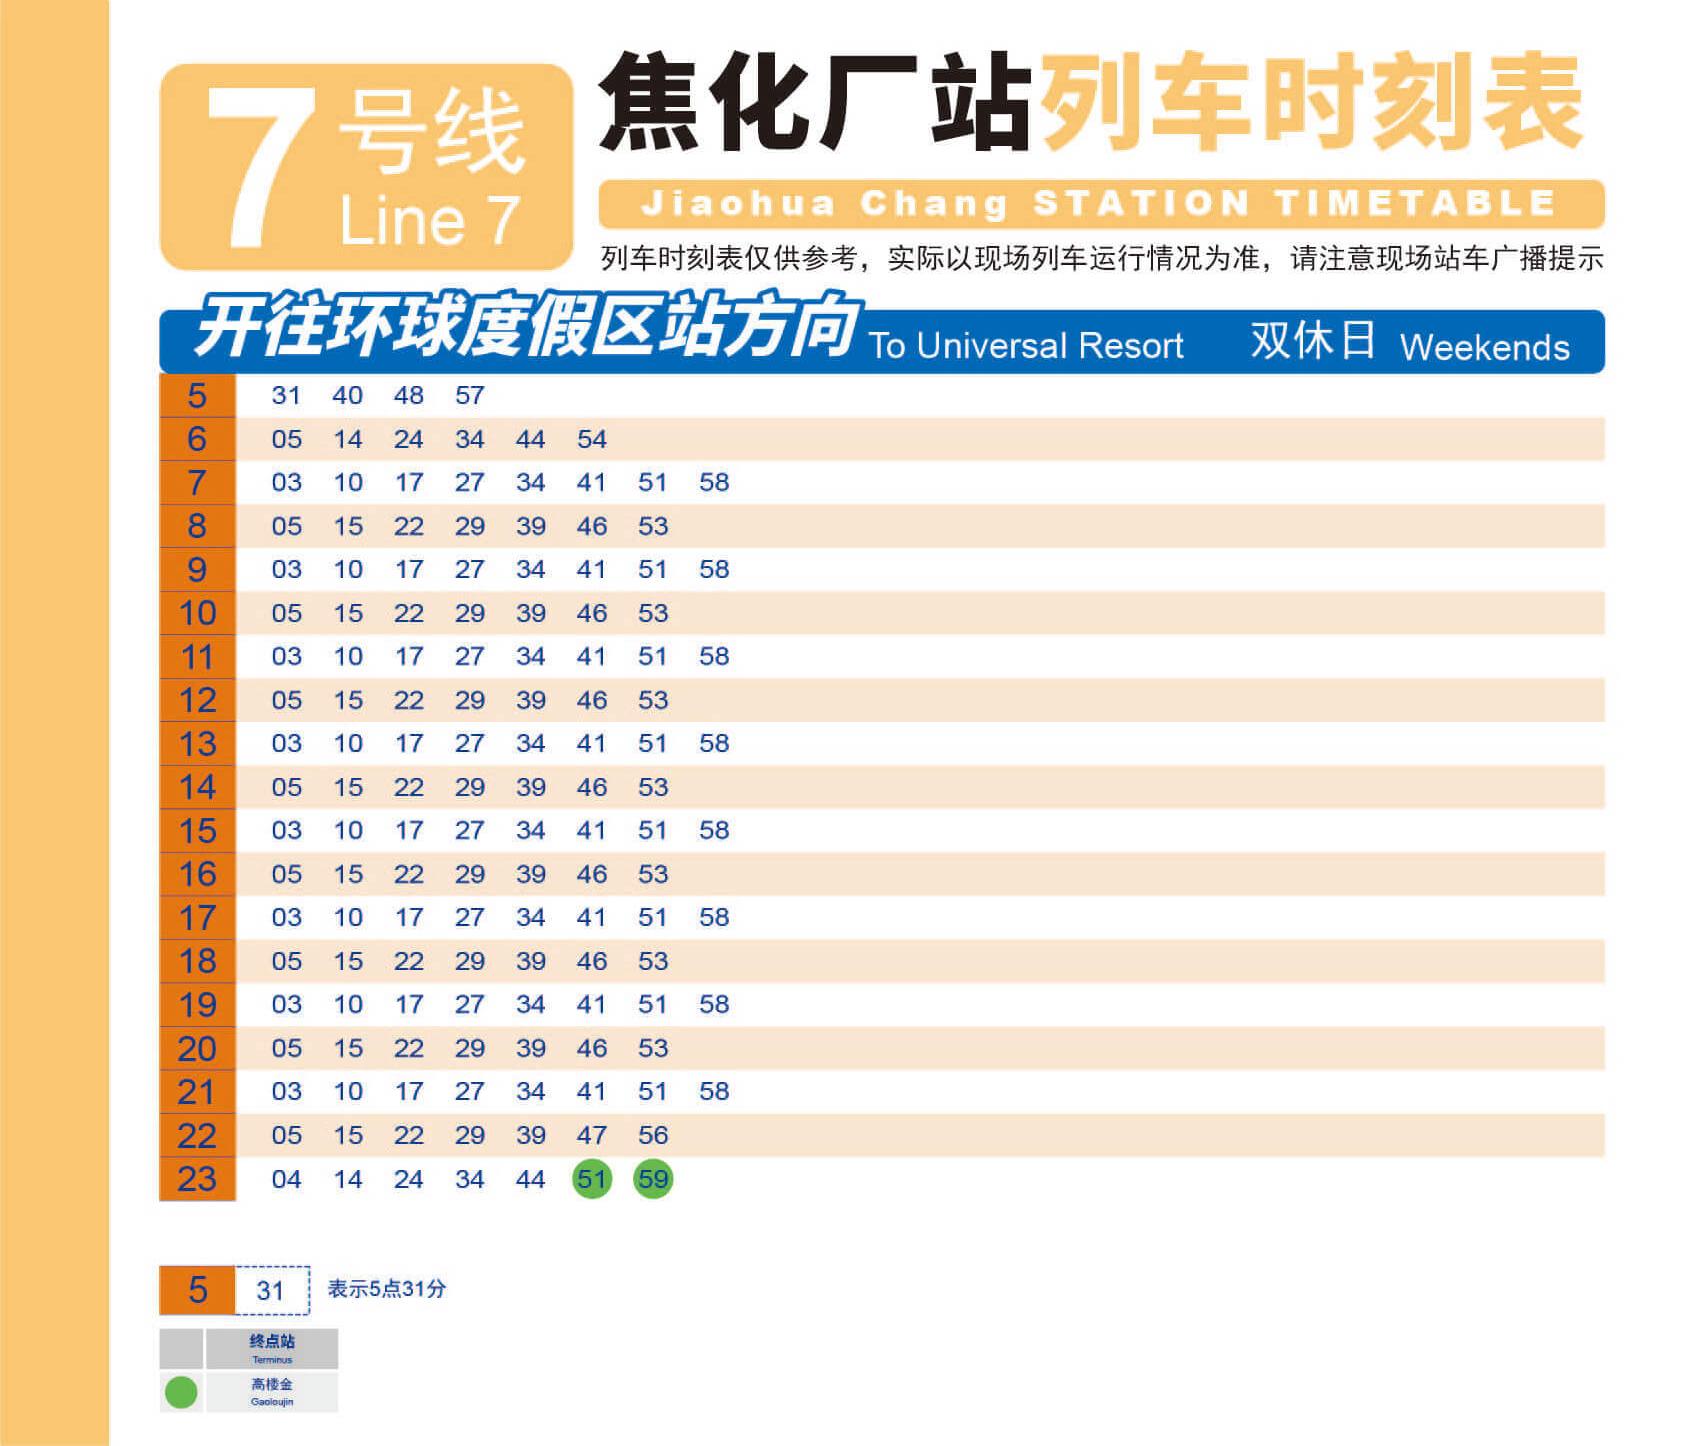 7号线
Line 7
焦化厂站列车时刻表
Jiaohua Chang STATION TIMETABLE
列车时刻表仅供参考，实际以现场列车运行情况为准，请注意现场站车广播提示
开往环球度假区站方向 To Universal Resort 双休日 Weekends
5 31 40 48 57
6 05 14 24 34 44 54
7 03 10 17 27 34 41 51 58
8 05 15 22 29 39 46 53
9 03 10 17 27 34 41 51 58
10 05 15 22 29 39 46 53
11 03 10 17 27 34 41 51 58
12 05 15 22 29 39 46 53
13 03 10 17 27 34 41 51 58
14 05 15 22 29 39 46 53
15 03 10 17 27 34 41 51 58
16 05 15 22 29 39 46 53
17 03 10 17 27 34 41 51 58
18 05 15 22 29 39 46 53
19 03 10 17 27 34 41 51 58
20 05 15 22 29 39 46 53
21 03 10 17 27 34 41 51 58
22 05 15 22 29 39 47 56
23 04 14 24 34 44 51 59
5 31 表示5点31分
终点站
Terminus
高楼金
Gaoloujin